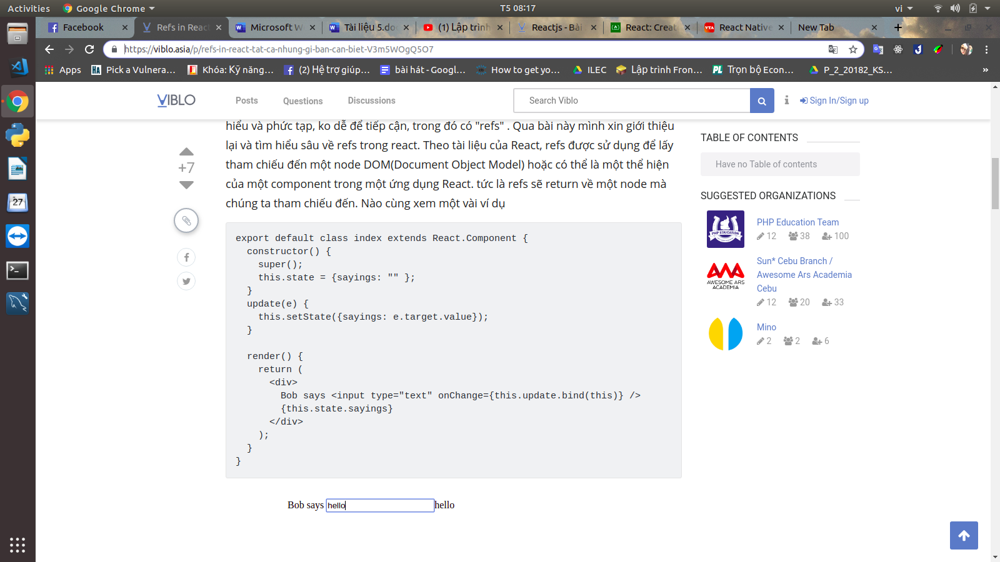 Activities
Google Chrome
T5 08:17
vi
Facebook
Refs in Reac
Microsoft W
Tài liệu 5.do
(1) Lập trình
Reactjs - Bài
React: Creat
React Native
New Tab
https://viblo.asia/p/refs-in-react-tat-ca-nhung-gi-ban-can-biet-V3m5WOgQ5O7
Apps
Pick a Vulnera...
Khóa: Kỹ năng...
(2) Hệ trợ giúp...
bài hát - Googl...
How to get yo...
ILEC
Lập trình Fron...
Trọn bộ Econ...
P_2_20182_KS...
»
VIBLO
Posts
Questions
Discussions
Search Viblo
Sign In/Sign up
hiểu và phức tạp, ko dễ để tiếp cận, trong đó có "refs" . Qua bài này mình xin giới thiệu
lại và tìm hiểu sâu về refs trong react. Theo tài liệu của React, refs được sử dụng để lấy
tham chiếu đến một node DOM(Document Object Model) hoặc có thể là một thể hiện
của một component trong một ứng dụng React. tức là refs sẽ return về một node mà
chúng ta tham chiếu đến. Nào cùng xem một vài ví dụ
+7
27
export default class index extends React.Component {
constructor() {
super();
this.state = {sayings: "" };
}
update(e) {
this.setState({sayings: e.target.value});
}
render() {
return (
<div>
Bob says <input type="text" onChange={this.update.bind(this)} />
{this.state.sayings}
</div>
);
}
}
Bob says hello hello
TABLE OF CONTENTS
Have no Table of contents
SUGGESTED ORGANIZATIONS
PHP EDUCATION
PHP Education Team
12 38 100
AWESOME ARS
ACADEMIA
Sun* Cebu Branch /
Awesome Ars Academia
Cebu
12 20 33
Mino
2 2 6